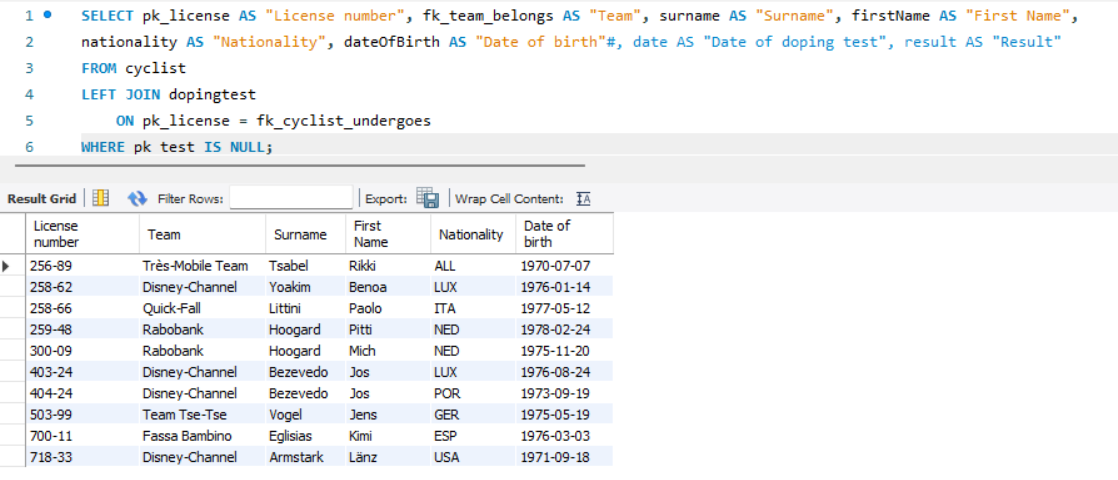 1 SELECT pk_license AS "License number", fk_team_belongs AS "Team", surname AS "Surname", firstName AS "First Name",
2 nationality AS "Nationality", dateOfBirth AS "Date of birth"#, date AS "Date of doping test", result AS "Result"
3 FROM cyclist
4 LEFT JOIN dopingtest
5 ON pk_license = fk_cyclist_undergoes
6 WHERE pk test IS NULL;
Result Grid Filter Rows: Export: Wrap Cell Content: IA
License number Team Surname First Name Nationality Date of birth
256-89 Très-Mobile Team Tsabel Rikki ALL 1970-07-07
258-62 Disney-Channel Yoakim Benoa LUX 1976-01-14
258-66 Quick-Fall Littini Paolo ITA 1977-05-12
259-48 Rabobank Hoogard Pitti NED 1978-02-24
300-09 Rabobank Hoogard Mich NED 1975-11-20
403-24 Disney-Channel Bezevedo Jos LUX 1976-08-24
404-24 Disney-Channel Bezevedo Jos POR 1973-09-19
503-99 Team Tse-Tse Vogel Jens GER 1975-05-19
700-11 Fassa Bambino Eglisias Kimi ESP 1976-03-03
718-33 Disney-Channel Armstark Länz USA 1971-09-18